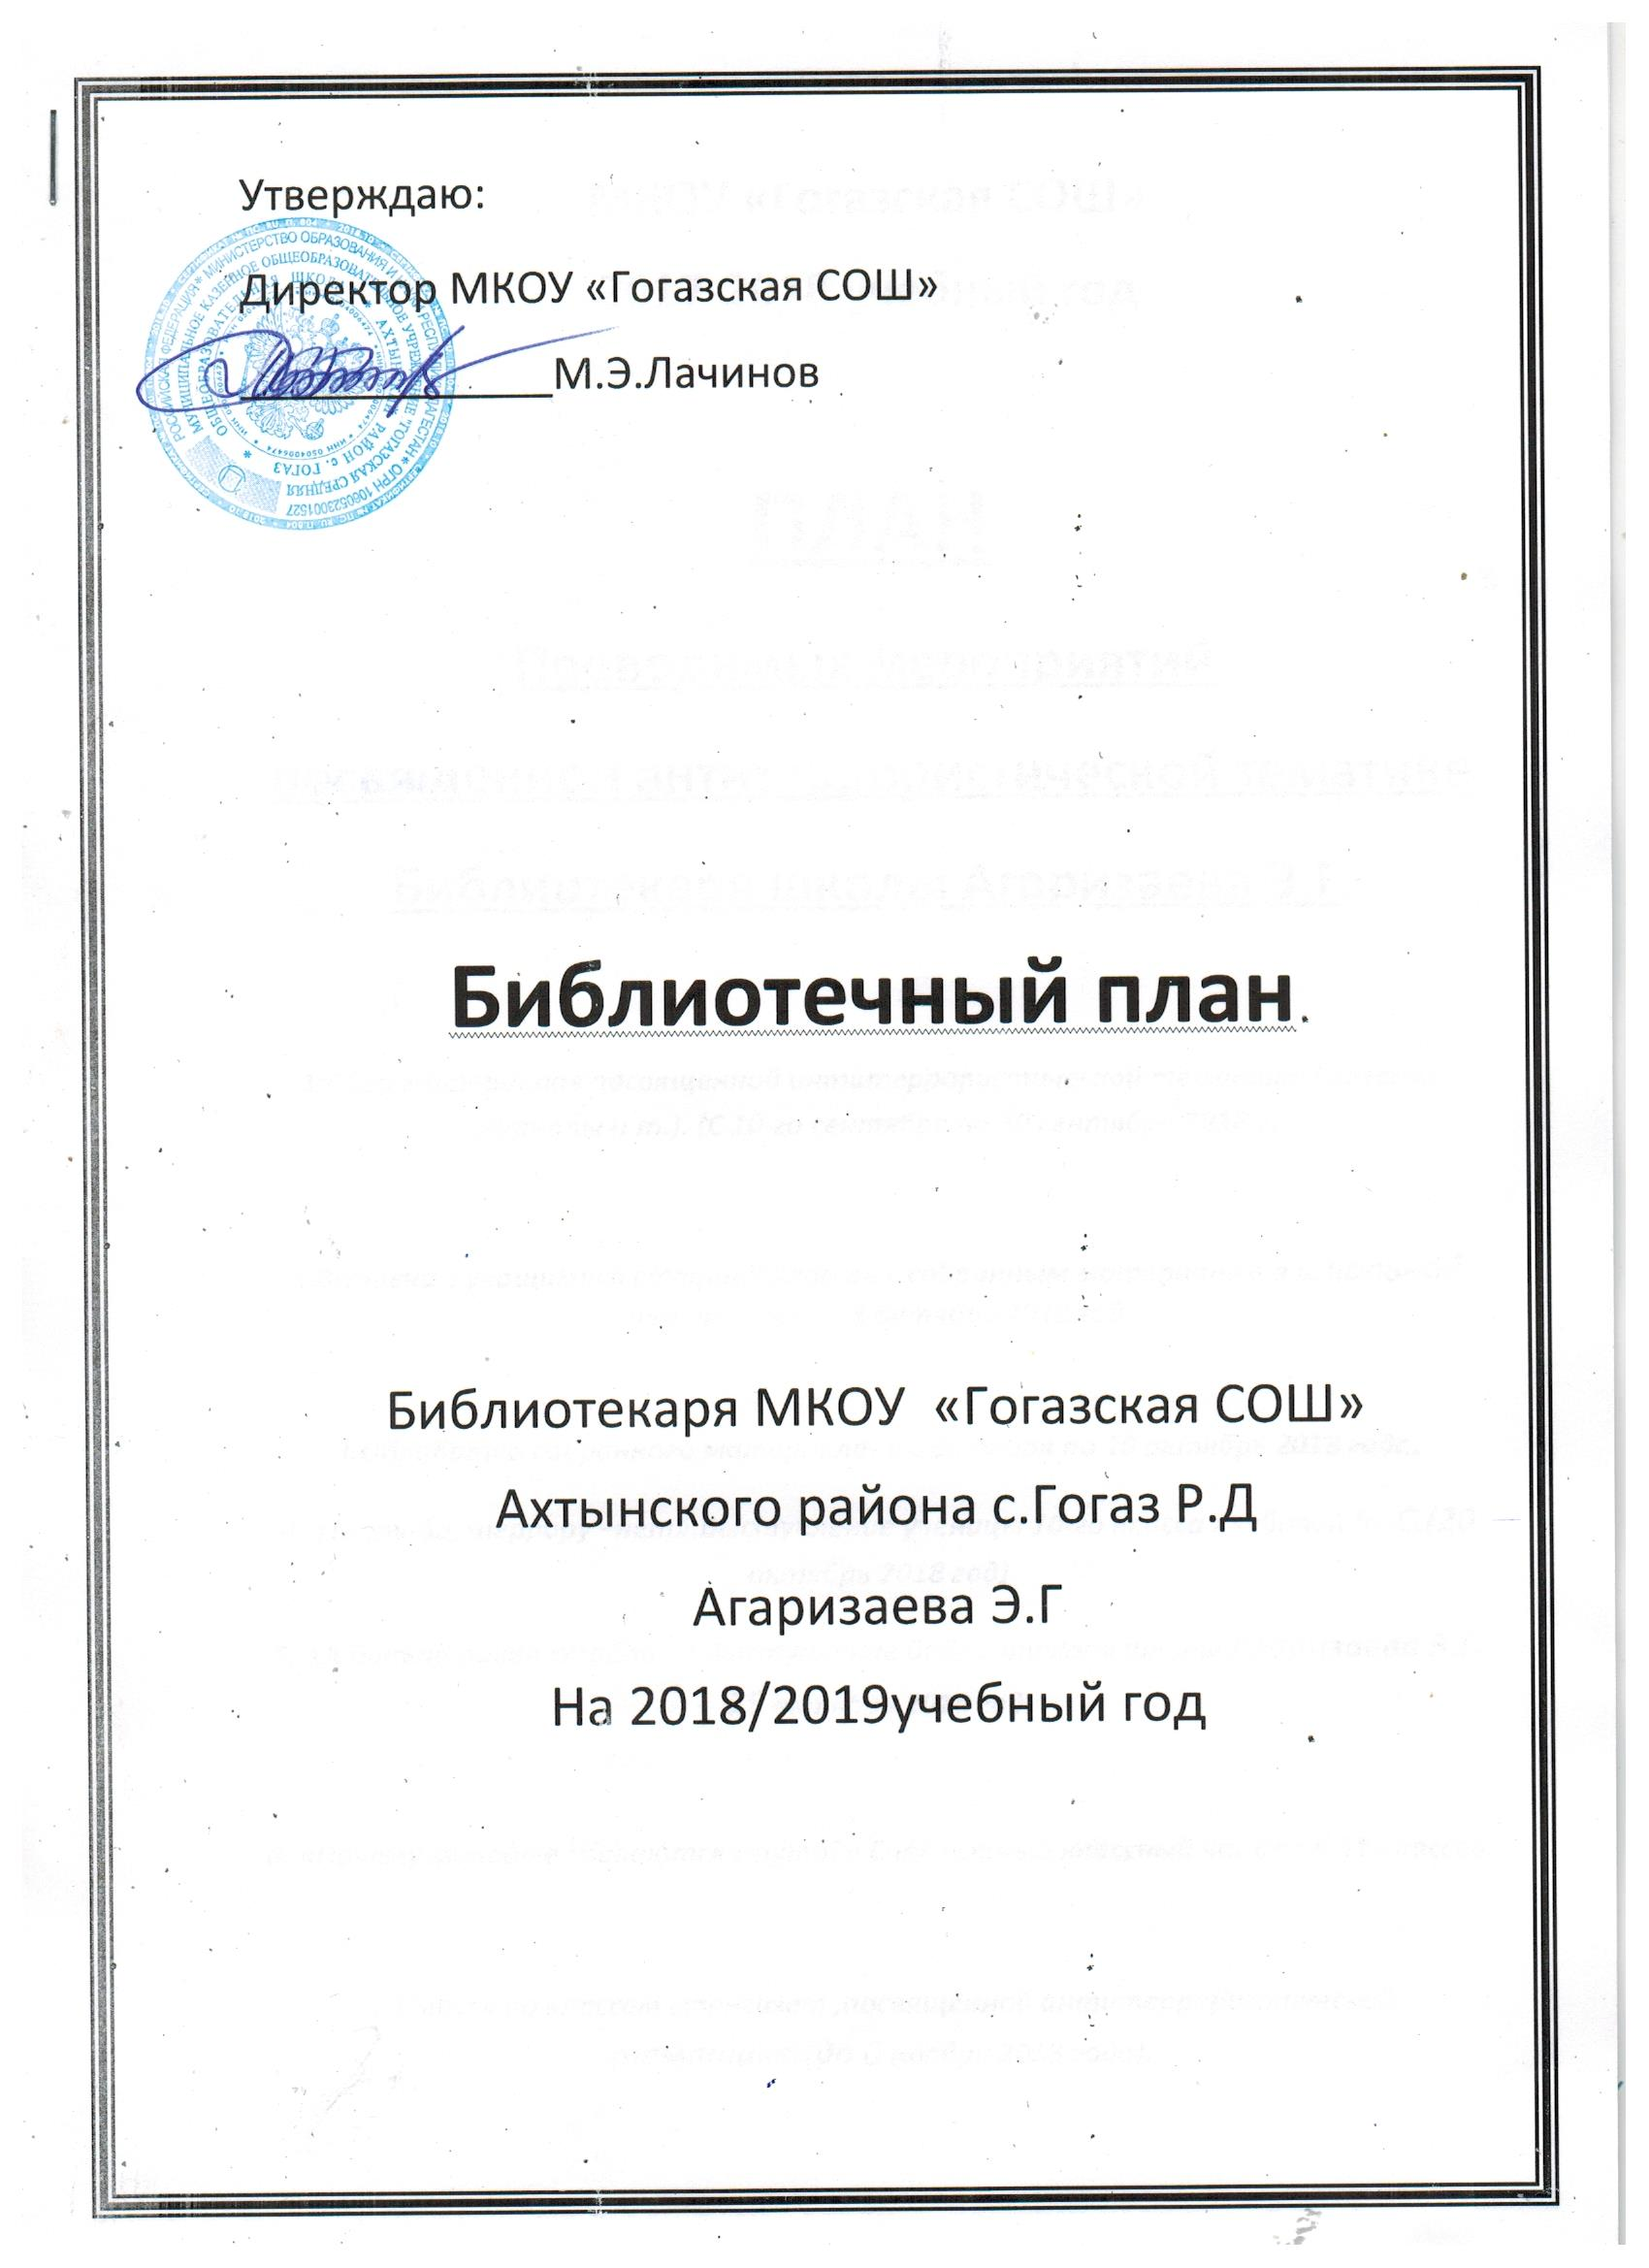 Утверждаю:
Директор МКОУ «Гогазская СОШ»
М.Э.Лачинов
Библиотечный план.
Библиотекаря МКОУ «Гогазская СОШ»
Ахтынского района с.Гогаз Р.Д
Агаризаева Э.Г
На 2018/2019учебный год